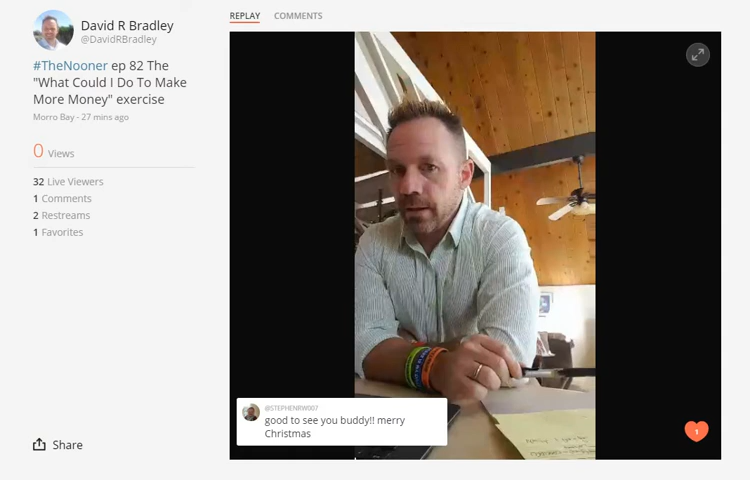 David R Bradley
@DavidRBradley
#TheNooner ep 82 The
"What Could I Do To Make
More Money" exercise
Morro Bay - 27 mins ago
0 Views
32 Live Viewers
1 Comments
2 Restreams
1 Favorites
Share
REPLAY COMMENTS
@STEPHENRW007
good to see you buddy!! merry
Christmas
1